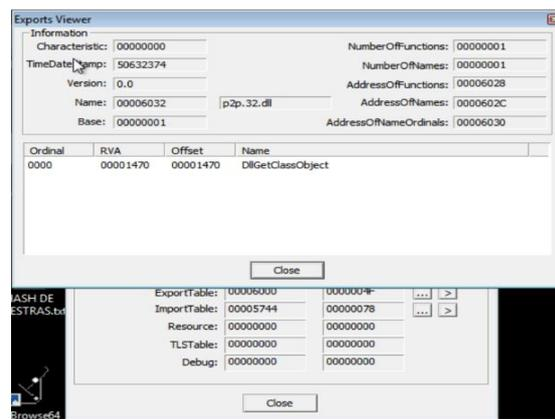 Exports Viewer
Information
Characteristic: 00000000 NumberOfFunctions: 00000001
TimeDateStamp: 50632374 NumberOfNames: 00000001
Version: 0.0 AddressOfFunctions: 00006028
Name: 00006032 p2p.32.dll AddressOfNames: 0000602C
Base: 00000001 AddressOfNameOrdinals: 00006030
Ordinal RVA Offset Name
0000 00001470 00001470 DllGetClassObject
Close
ExportTable: 00006000 0000004F ... >
ImportTable: 00005744 00000078 ... >
Resource: 00000000 00000000
TLSTable: 00000000 00000000
Debug: 00000000 00000000
Close
HASH DE
ESTRAS.txt
Browse64